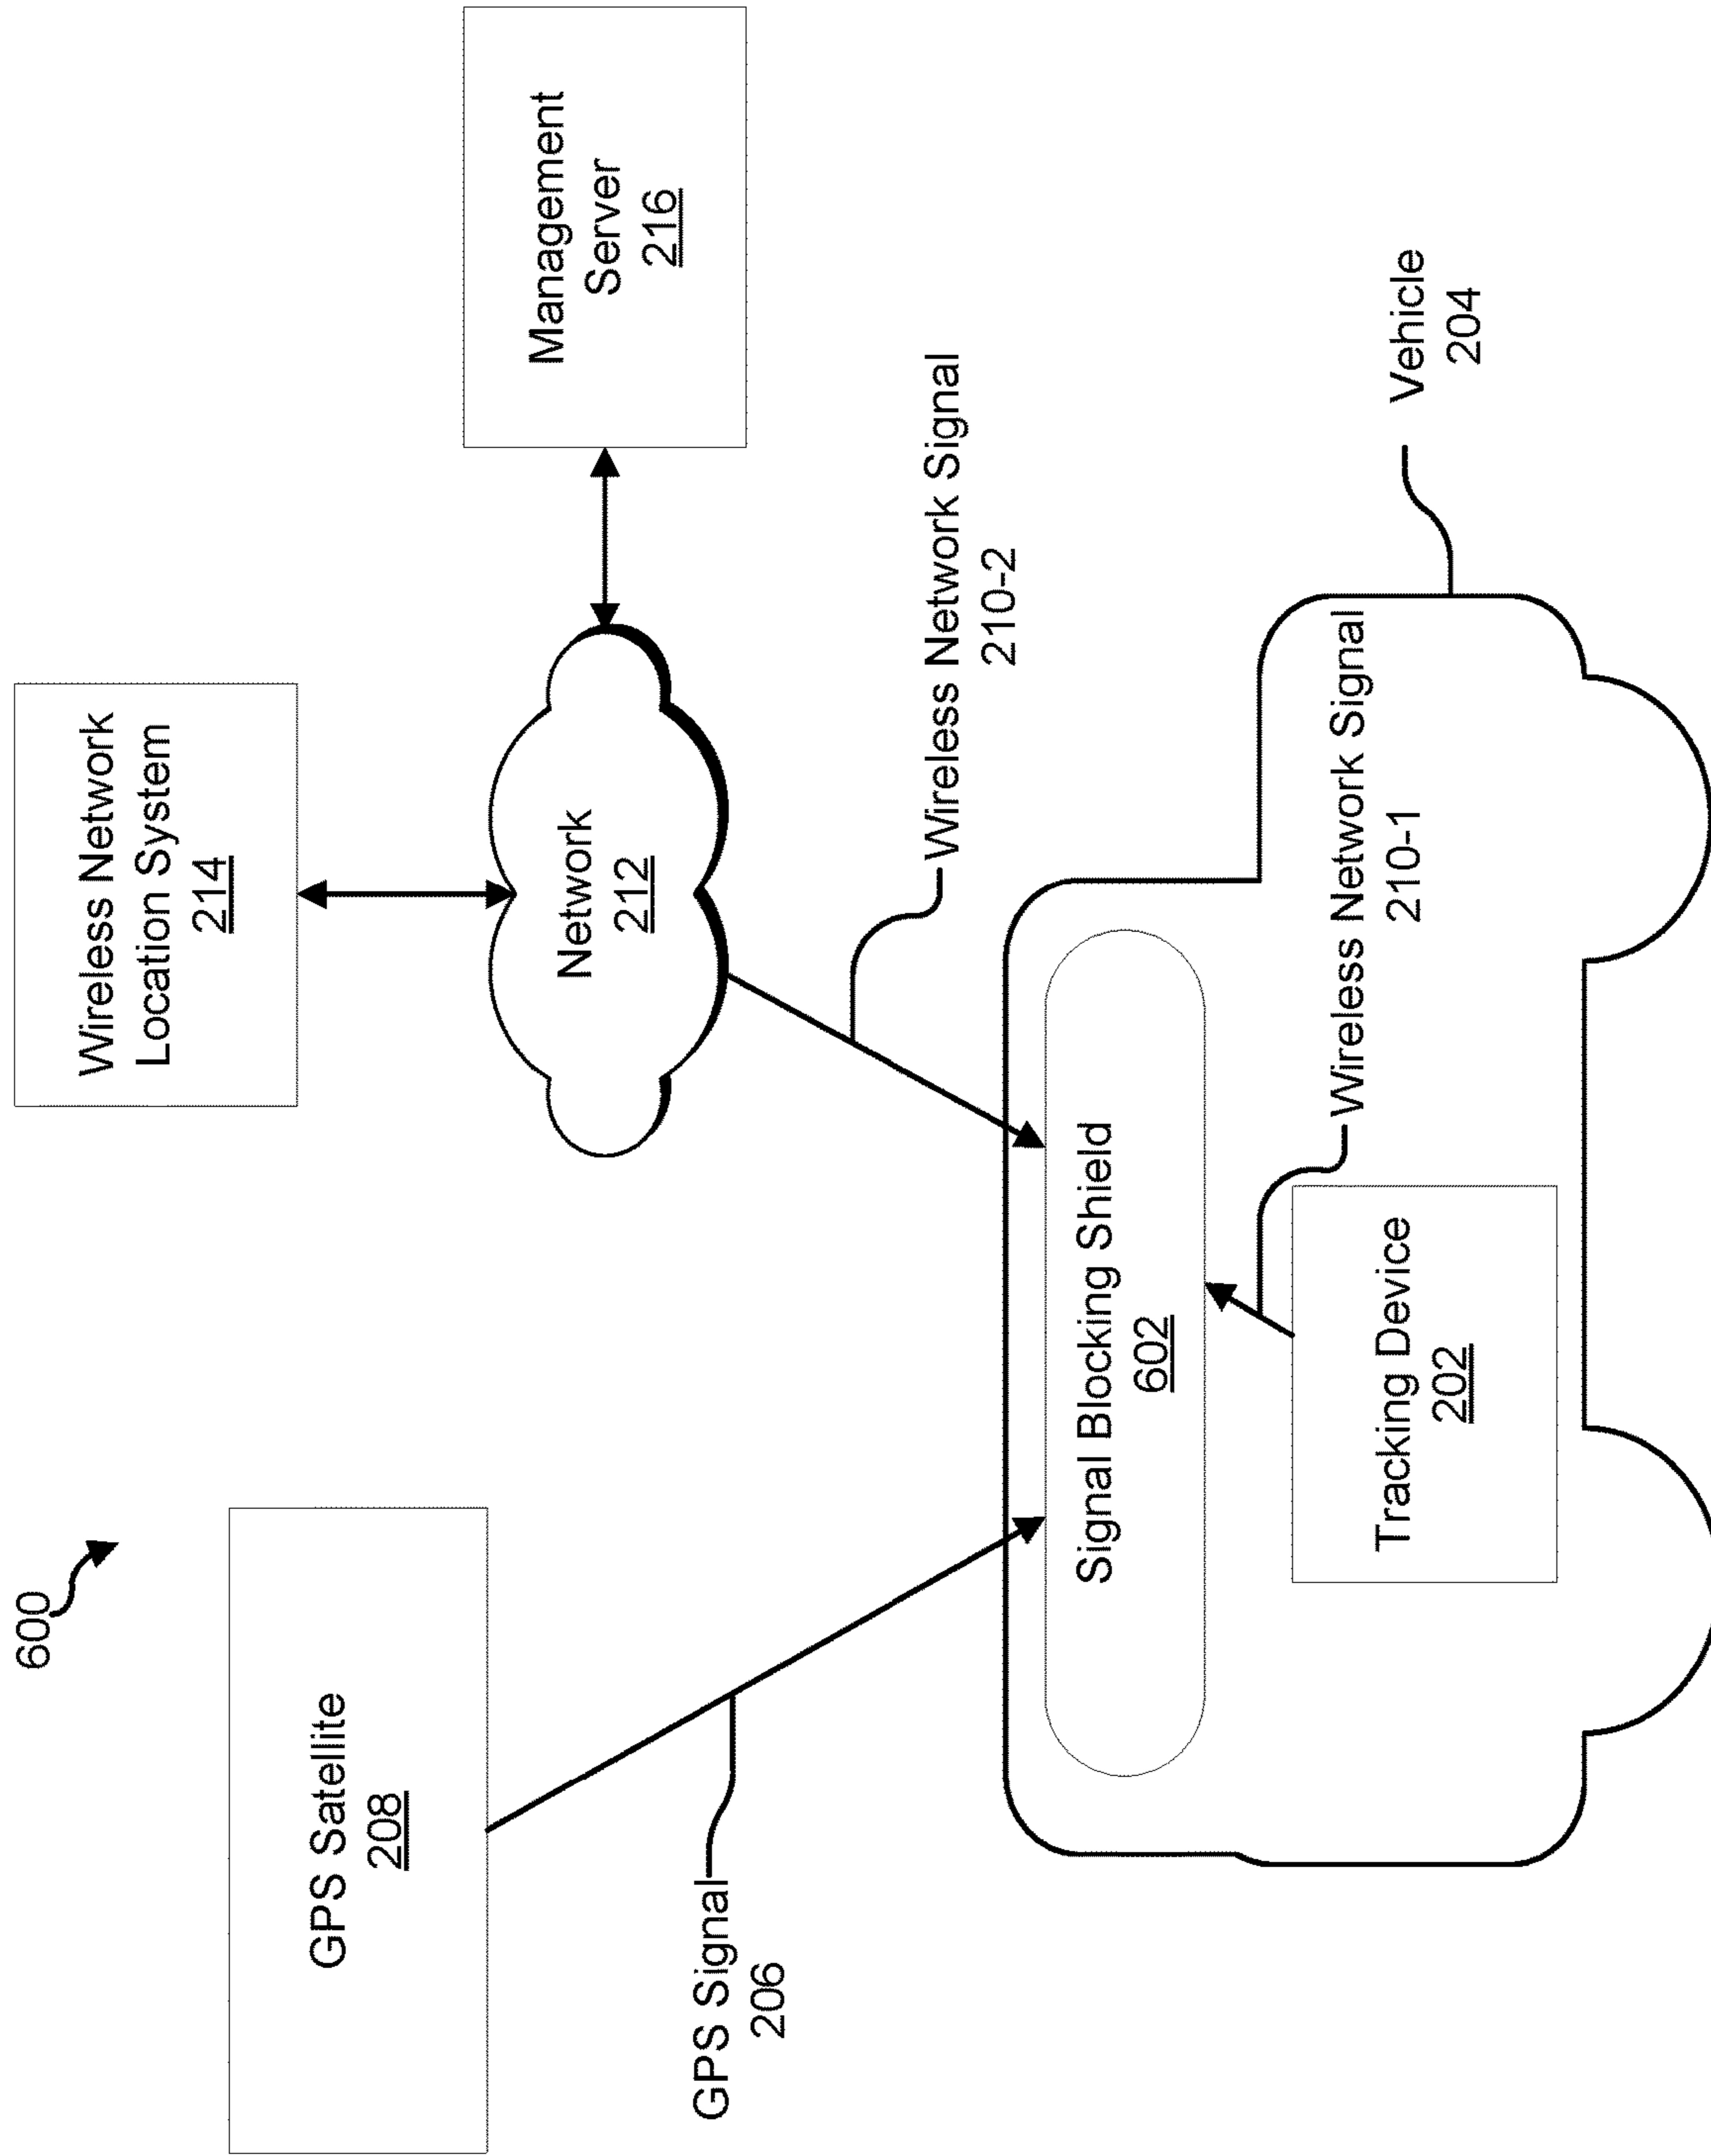 600
Wireless Network
Location System
214
GPS Satellite
208
Network
212
Management
Server
216
GPS Signal
206
Wireless Network Signal
210-2
Signal Blocking Shield
602
Wireless Network Signal
210-1
Tracking Device
202
Vehicle
204